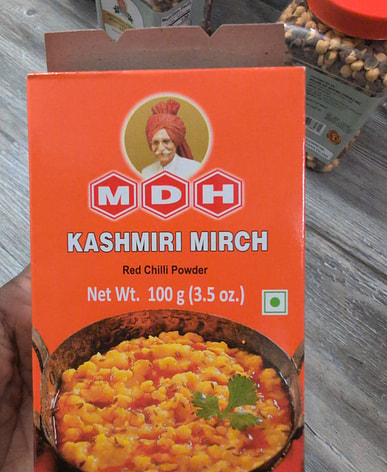 MDH
KASHMIRI MIRCH
Red Chilli Powder
Net Wt. 100 g (3.5 oz.)